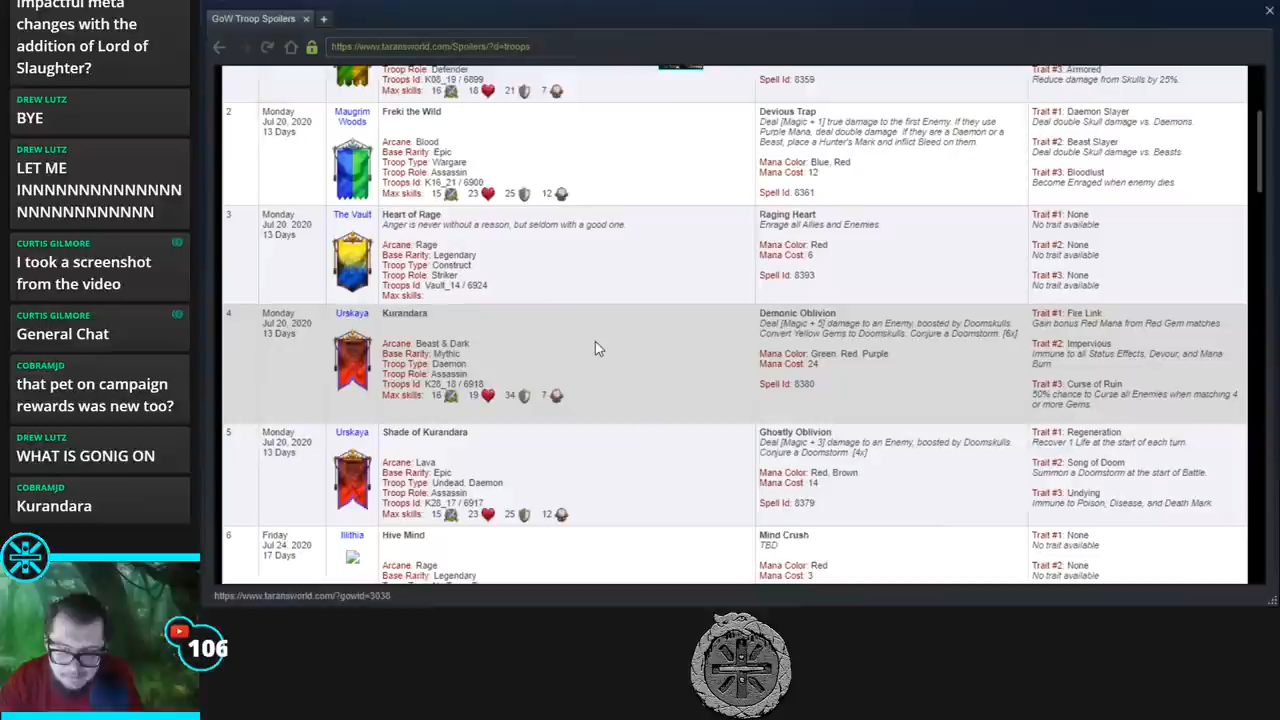 impactful meta
changes with the
addition of Lord of
Slaughter?
DREW LUTZ
BYE
DREW LUTZ
LET ME
INNNNNNNNNNNNN
NNNNNNNNNNNN
CURTIS GILMORE
I took a screenshot
from the video
CURTIS GILMORE
General Chat
COBRAMJD
that pet on campaign
rewards was new too?
DREW LUTZ
WHAT IS GONIG ON
COBRAMJD
Kurandara
106
GoW Troop Spoilers
https://www.taransworld.com/Spoilers/?d=troops
Troop Role: Defender
Troops Id: K08_19 / 6899
Max skills: 16 18 21 7
Spell Id: 8359
Trait #3: Armored
Reduce damage from Skulls by 25%.
2
Monday
Jul 20, 2020
13 Days
Maugrim
Woods
Freki the Wild
Arcane: Blood
Base Rarity: Epic
Troop Type: Wargare
Troop Role: Assassin
Troops Id: K16_21 / 6900
Max skills: 15 23 25 12
Devious Trap
Deal [Magic + 1] true damage to the first Enemy. If they use
Purple Mana, deal double damage. If they are a Daemon or a
Beast, place a Hunter's Mark and inflict Bleed on them.
Mana Color: Blue, Red
Mana Cost: 12
Spell Id: 8361
Trait #1: Daemon Slayer
Deal double Skull damage vs. Daemons.
Trait #2: Beast Slayer
Deal double Skull damage vs. Beasts.
Trait #3: Bloodlust
Become Enraged when enemy dies.
3
Monday
Jul 20, 2020
13 Days
The Vault
Heart of Rage
Anger is never without a reason, but seldom with a good one.
Arcane: Rage
Base Rarity: Legendary
Troop Type: Construct
Troop Role: Striker
Troops Id: Vault_14 / 6924
Max skills:
Raging Heart
Enrage all Allies and Enemies.
Mana Color: Red
Mana Cost: 6
Spell Id: 8393
Trait #1: None
No trait available
Trait #2: None
No trait available
Trait #3: None
No trait available
4
Monday
Jul 20, 2020
13 Days
Urskaya
Kurandara
Arcane: Beast & Dark
Base Rarity: Mythic
Troop Type: Daemon
Troop Role: Assassin
Troops Id: K28_18 / 6918
Max skills: 16 19 34 7
Demonic Oblivion
Deal [Magic + 5] damage to an Enemy, boosted by Doomskulls.
Convert Yellow Gems to Doomskulls. Conjure a Doomstorm. [6x]
Mana Color: Green, Red, Purple
Mana Cost: 24
Spell Id: 8380
Trait #1: Fire Link
Gain bonus Red Mana from Red Gem matches.
Trait #2: Impervious
Immune to all Status Effects, Devour, and Mana
Burn.
Trait #3: Curse of Ruin
50% chance to Curse all Enemies when matching 4
or more Gems.
5
Monday
Jul 20, 2020
13 Days
Urskaya
Shade of Kurandara
Arcane: Lava
Base Rarity: Epic
Troop Type: Undead, Daemon
Troop Role: Assassin
Troops Id: K28_17 / 6917
Max skills: 15 23 25 12
Ghostly Oblivion
Deal [Magic + 3] damage to an Enemy, boosted by Doomskulls.
Conjure a Doomstorm. [4x]
Mana Color: Red, Brown
Mana Cost: 14
Spell Id: 8379
Trait #1: Regeneration
Recover 1 Life at the start of each turn.
Trait #2: Song of Doom
Summon a Doomstorm at the start of Battle.
Trait #3: Undying
Immune to Poison, Disease, and Death Mark
6
Friday
Jul 24, 2020
17 Days
Ilithia
Hive Mind
Arcane: Rage
Base Rarity: Legendary
Mind Crush
TBD
Mana Color: Red
Mana Cost: 3
Trait #1: None
No trait available
Trait #2: None
No trait available
https://www.taransworld.com/?gowid=3038